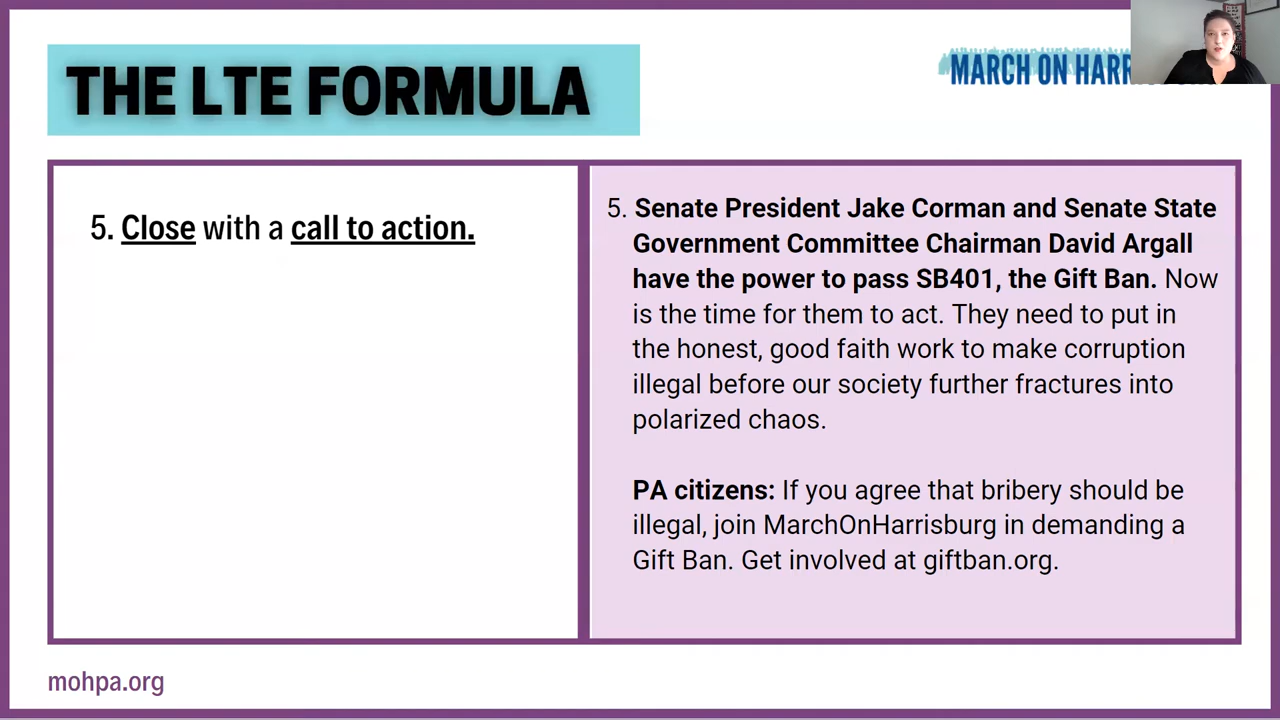 THE LTE FORMULA
MARCH ON HARR
5. Close with a call to action.
5. Senate President Jake Corman and Senate State
Government Committee Chairman David Argall
have the power to pass SB401, the Gift Ban. Now
is the time for them to act. They need to put in
the honest, good faith work to make corruption
illegal before our society further fractures into
polarized chaos.
PA citizens: If you agree that bribery should be
illegal, join MarchOnHarrisburg in demanding a
Gift Ban. Get involved at giftban.org.
mohpa.org